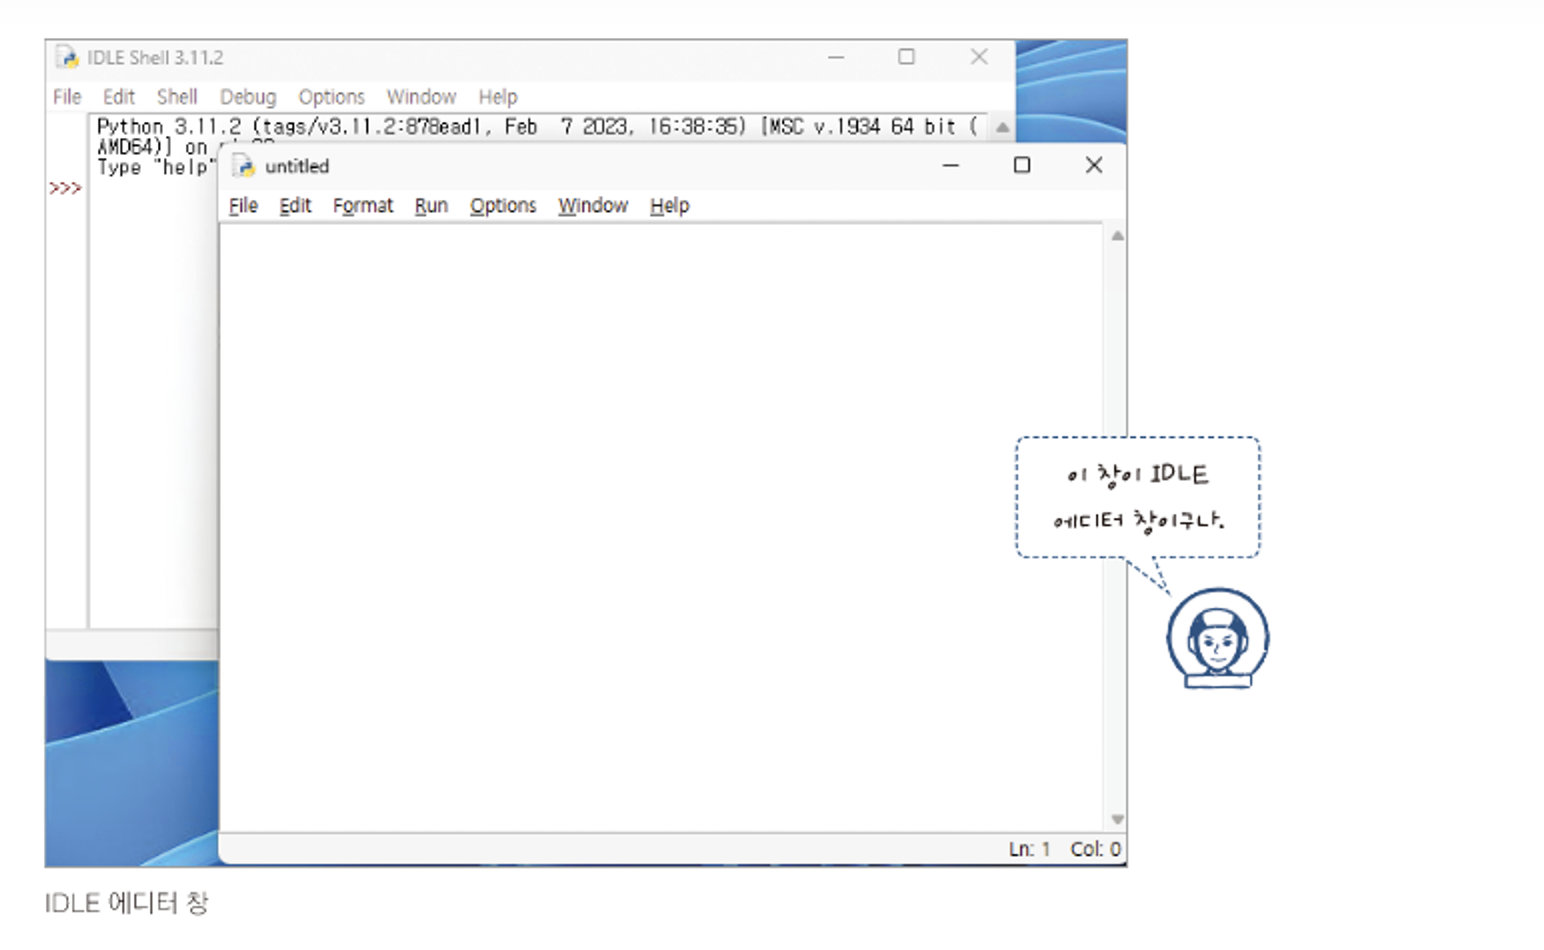 IDLE Shell 3.11.2
File Edit Shell Debug Options Window Help
Python 3.11.2 (tags/v3.11.2:878ead1, Feb  7 2023, 16:38:35) [MSC v.1934 64 bit (
AMD64)] on
Type "help"
>>>
untitled
File Edit Format Run Options Window Help
이 창이 IDLE
에디터 창이구나.
Ln: 1 Col: 0
IDLE 에디터 창